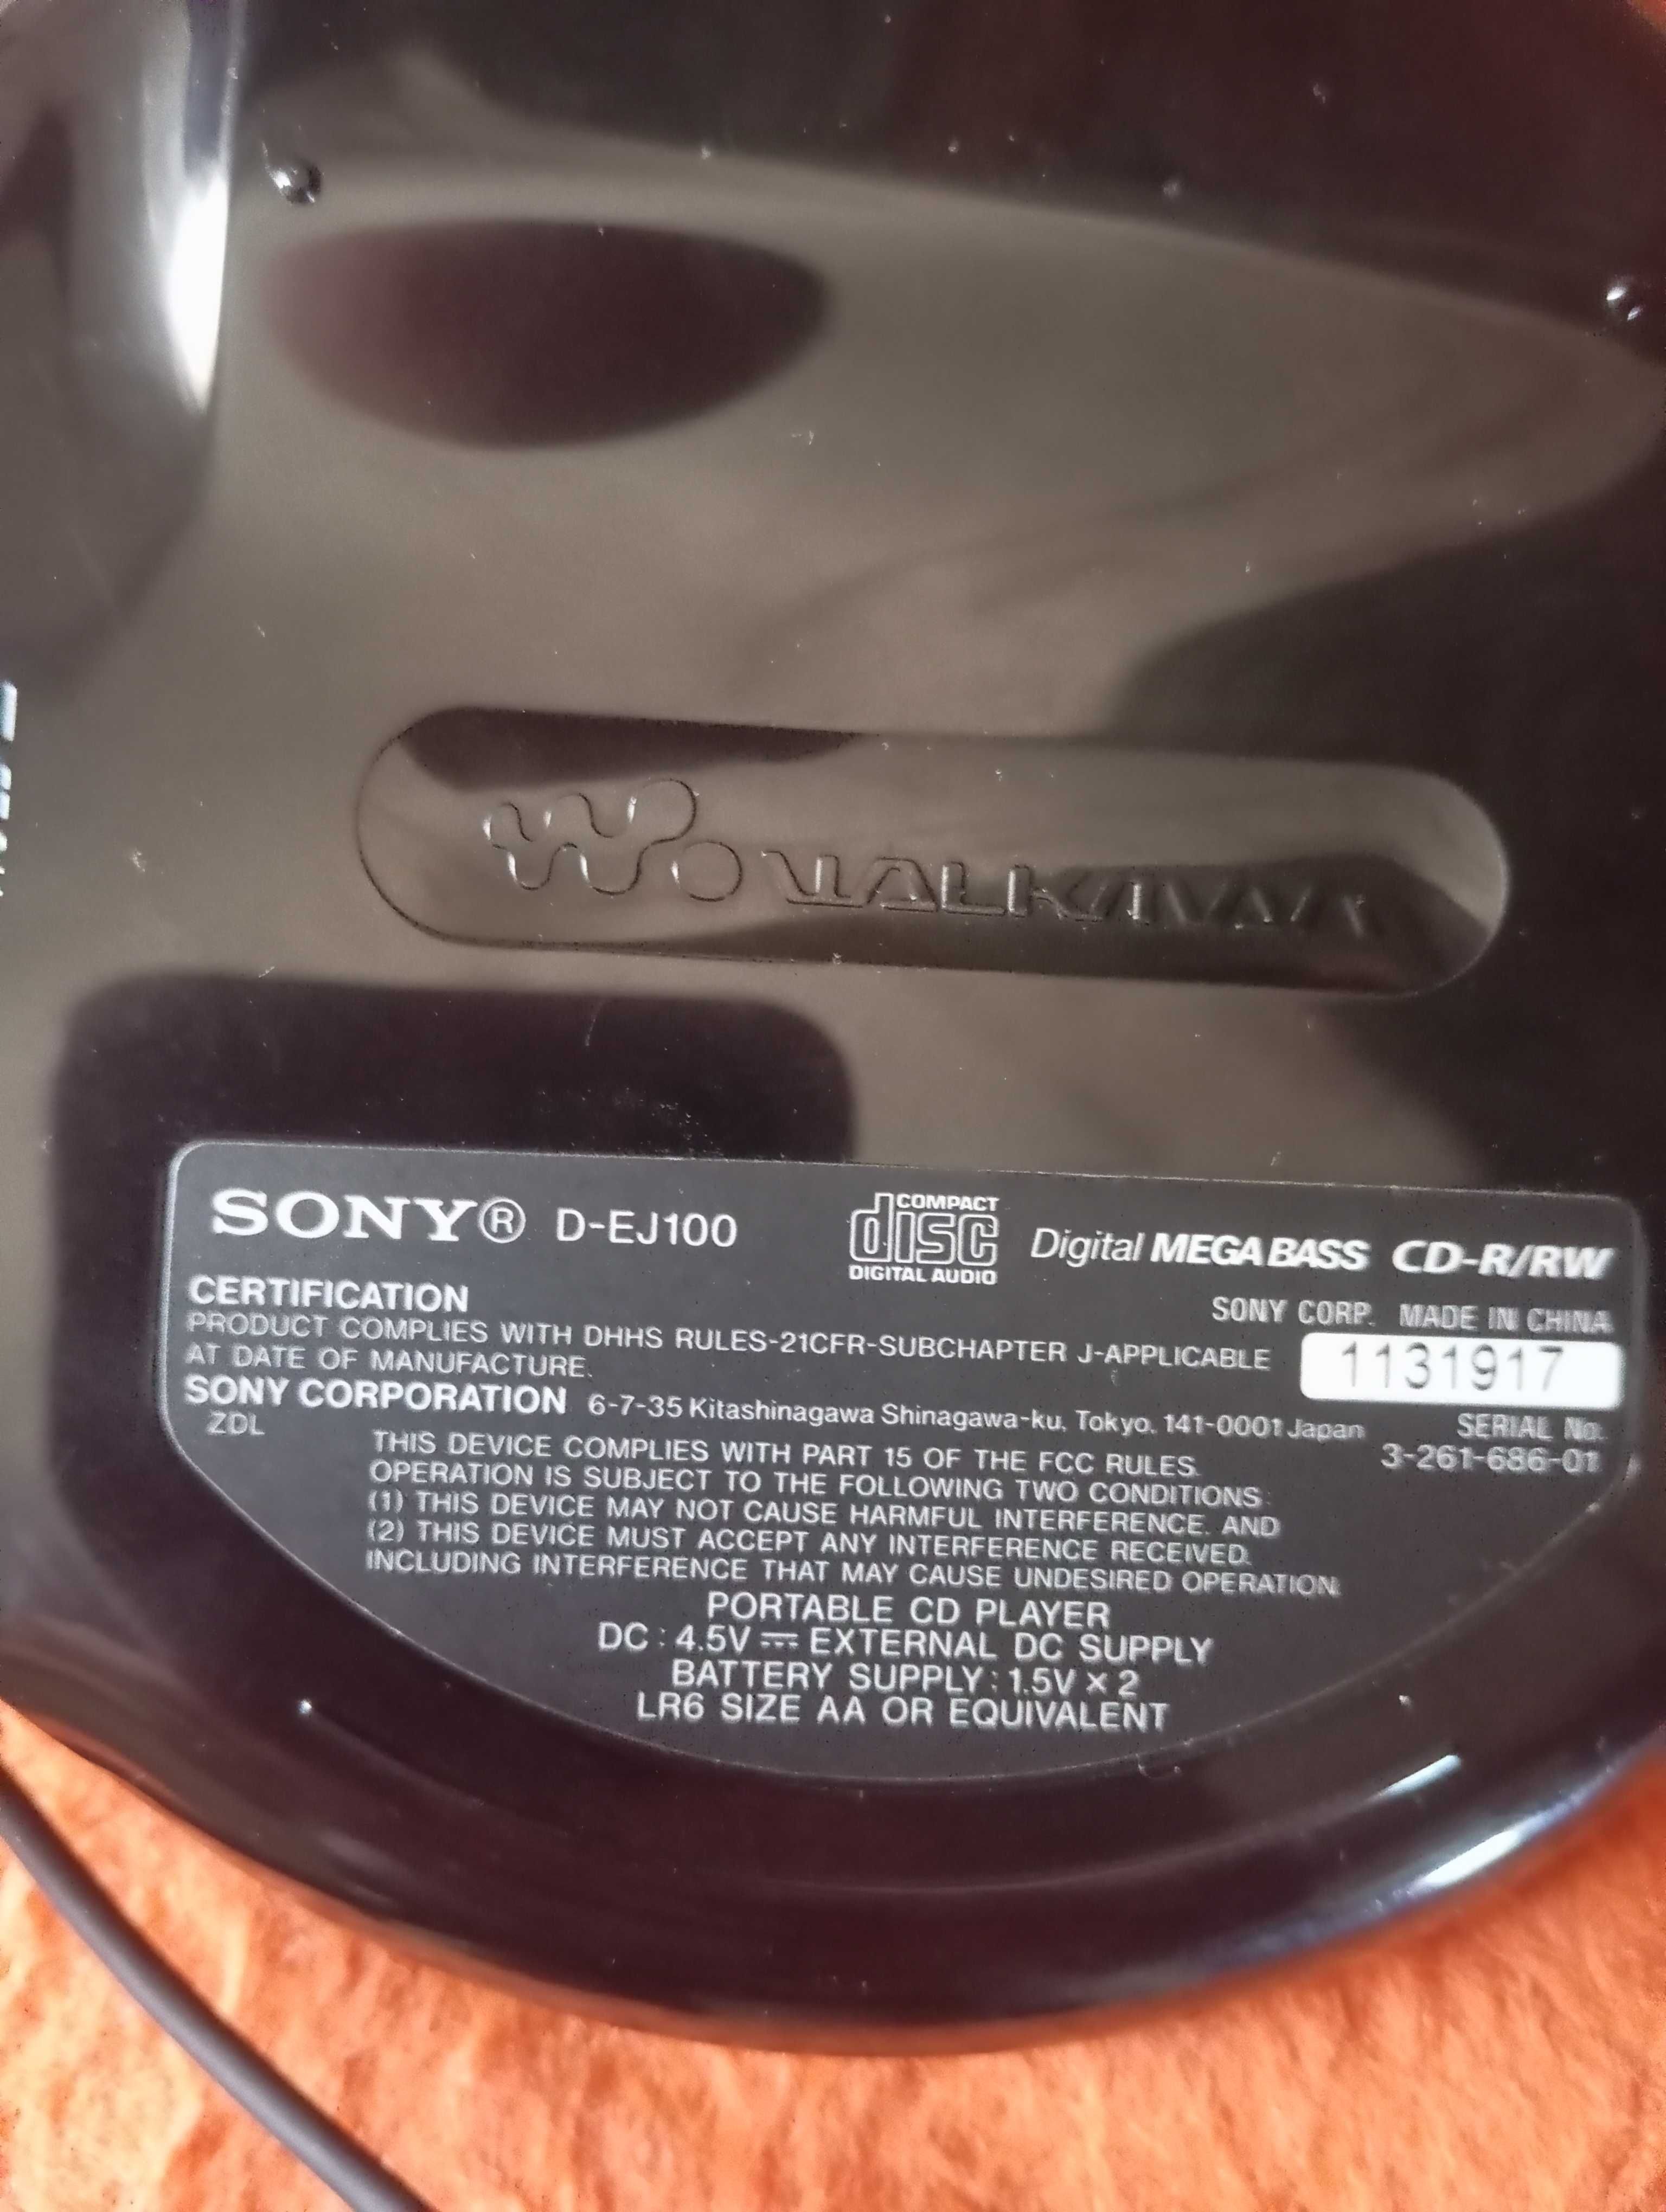 WALKMAN
SONY® D-EJ100
COMPACT
disc
DIGITAL AUDIO
Digital MEGA BASS CD-R/RW
CERTIFICATION
SONY CORP. MADE IN CHINA
PRODUCT COMPLIES WITH DHHS RULES-21CFR-SUBCHAPTER J-APPLICABLE
AT DATE OF MANUFACTURE.
1131917
SONY CORPORATION 6-7-35 Kitashinagawa Shinagawa-ku, Tokyo, 141-0001 Japan
SERIAL No.
ZDL
3-261-686-01
THIS DEVICE COMPLIES WITH PART 15 OF THE FCC RULES.
OPERATION IS SUBJECT TO THE FOLLOWING TWO CONDITIONS:
(1) THIS DEVICE MAY NOT CAUSE HARMFUL INTERFERENCE, AND
(2) THIS DEVICE MUST ACCEPT ANY INTERFERENCE RECEIVED,
INCLUDING INTERFERENCE THAT MAY CAUSE UNDESIRED OPERATION.
PORTABLE CD PLAYER
DC : 4.5V ⎓ EXTERNAL DC SUPPLY
BATTERY SUPPLY : 1.5V × 2
LR6 SIZE AA OR EQUIVALENT